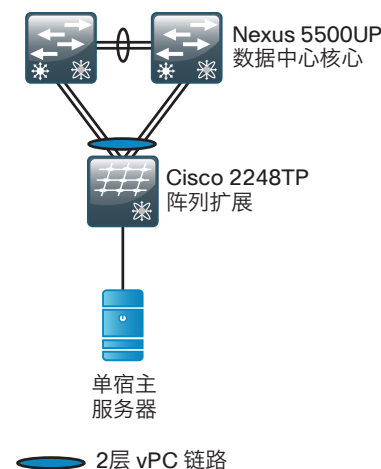 Nexus 5500UP
数据中心核心
Cisco 2248TP
阵列扩展
单宿主
服务器
2层 vPC 链路